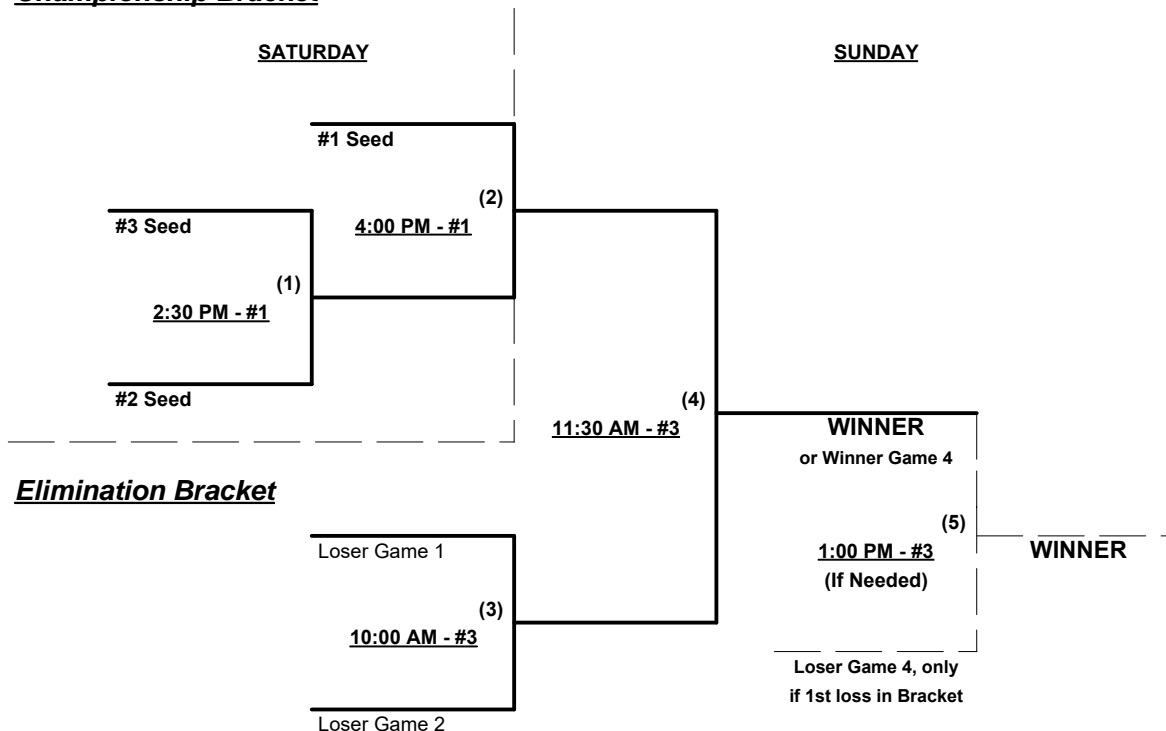 Championship Bracket
SATURDAY
SUNDAY
#1 Seed
(2)
4:00 PM - #1
#3 Seed
(1)
2:30 PM - #1
#2 Seed
(4)
11:30 AM - #3
WINNER
or Winner Game 4
Elimination Bracket
(5)
1:00 PM - #3
(If Needed)
WINNER
Loser Game 1
(3)
10:00 AM - #3
Loser Game 4, only
if 1st loss in Bracket
Loser Game 2